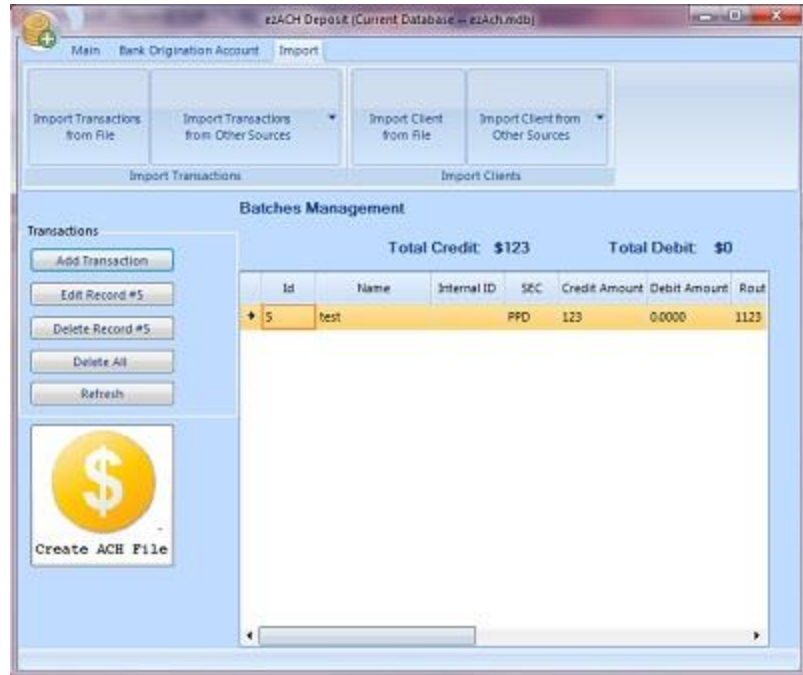 ezACH Deposit (Current Database -- ezAch.mdb)
Main Bank Origination Account Import
Import Transactions
from File
Import Transactions
from Other Sources
Import Client
from File
Import Client from
Other Sources
Import Transactions
Import Clients
Batches Management
Transactions
Total Credit: $123 Total Debit: $0
Add Transaction
Edit Record #5
Delete Record #5
Delete All
Refresh
Id Name Internal ID SEC Credit Amount Debit Amount Rout
5 test PPD 123 0.0000 1123
$
Create ACH File